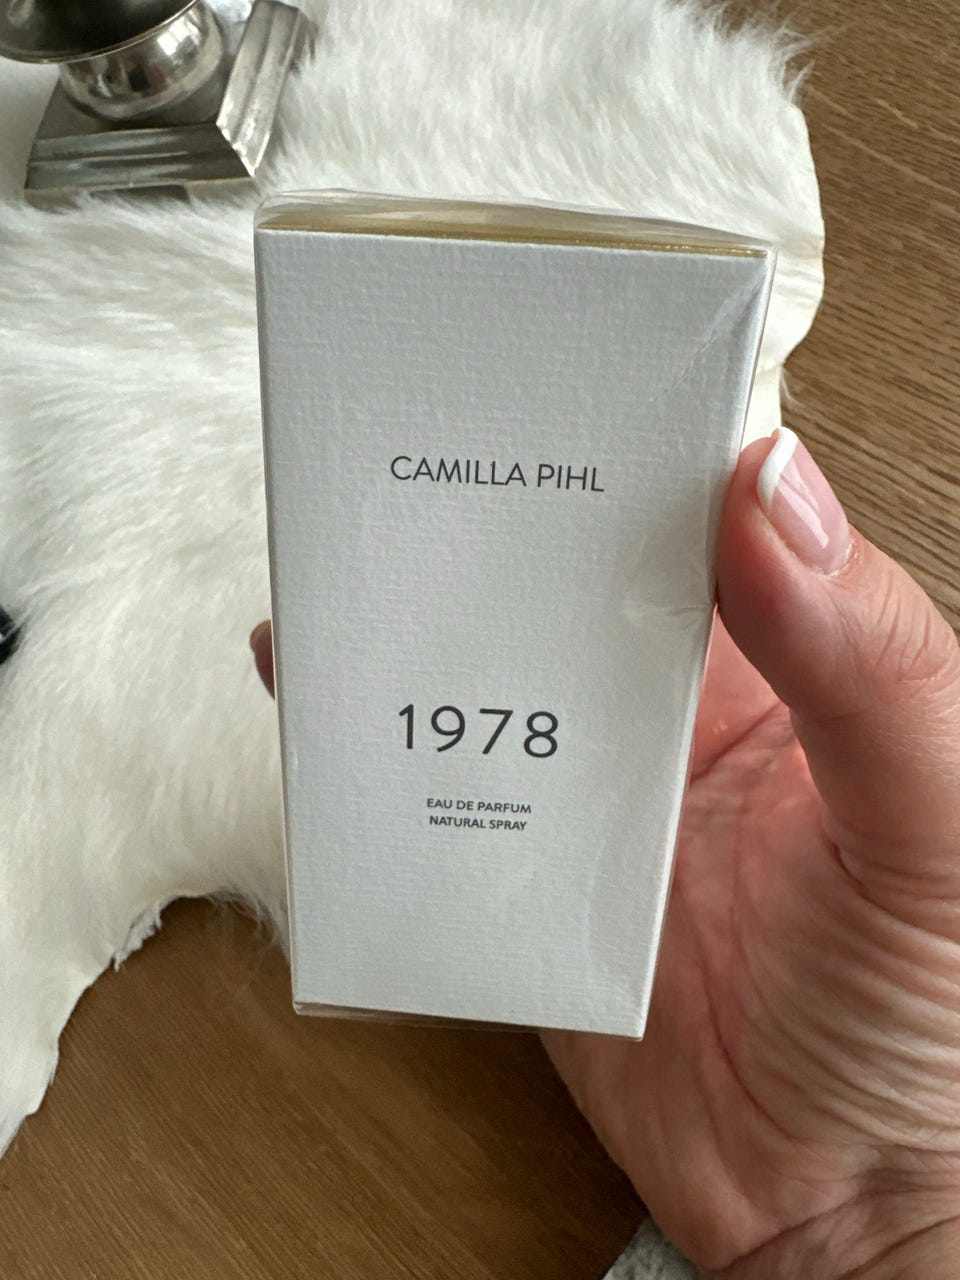 CAMILLA PIHL
1978
EAU DE PARFUM
NATURAL SPRAY